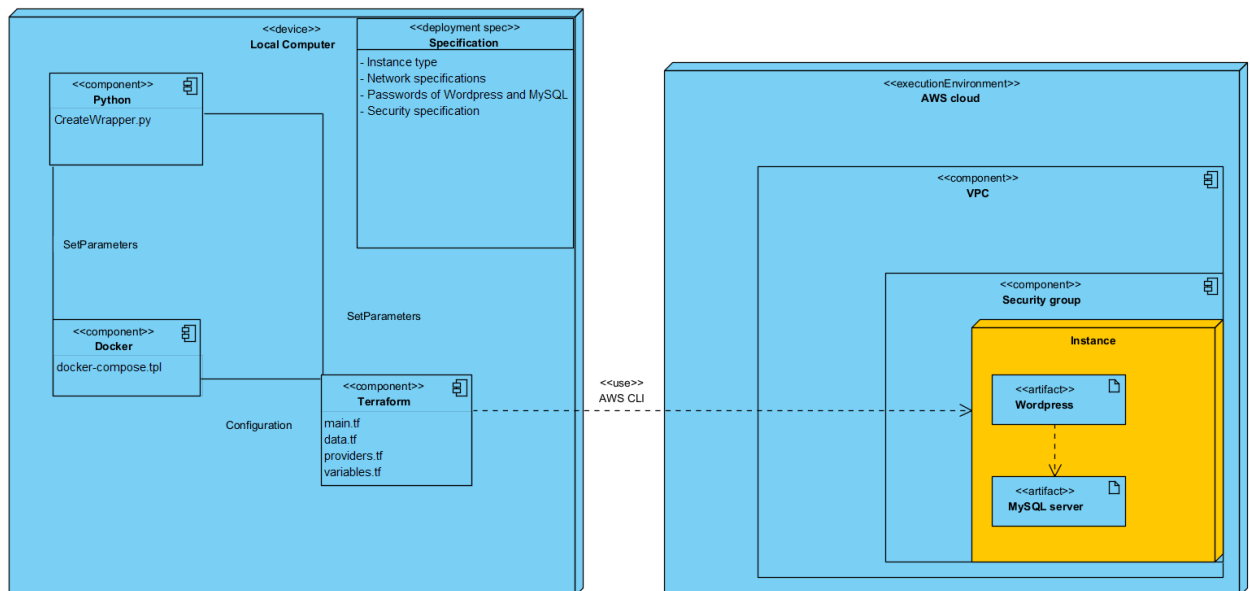 <<device>>
Local Computer
<<deployment spec>>
Specification
- Instance type
- Network specifications
- Passwords of Wordpress and MySQL
- Security specification
<<component>>
Python
CreateWrapper.py
SetParameters
SetParameters
<<component>>
Docker
docker-compose.tpl
Configuration
<<component>>
Terraform
main.tf
data.tf
providers.tf
variables.tf
<<use>>
AWS CLI
<<executionEnvironment>>
AWS cloud
<<component>>
VPC
<<component>>
Security group
Instance
<<artifact>>
Wordpress
<<artifact>>
MySQL server